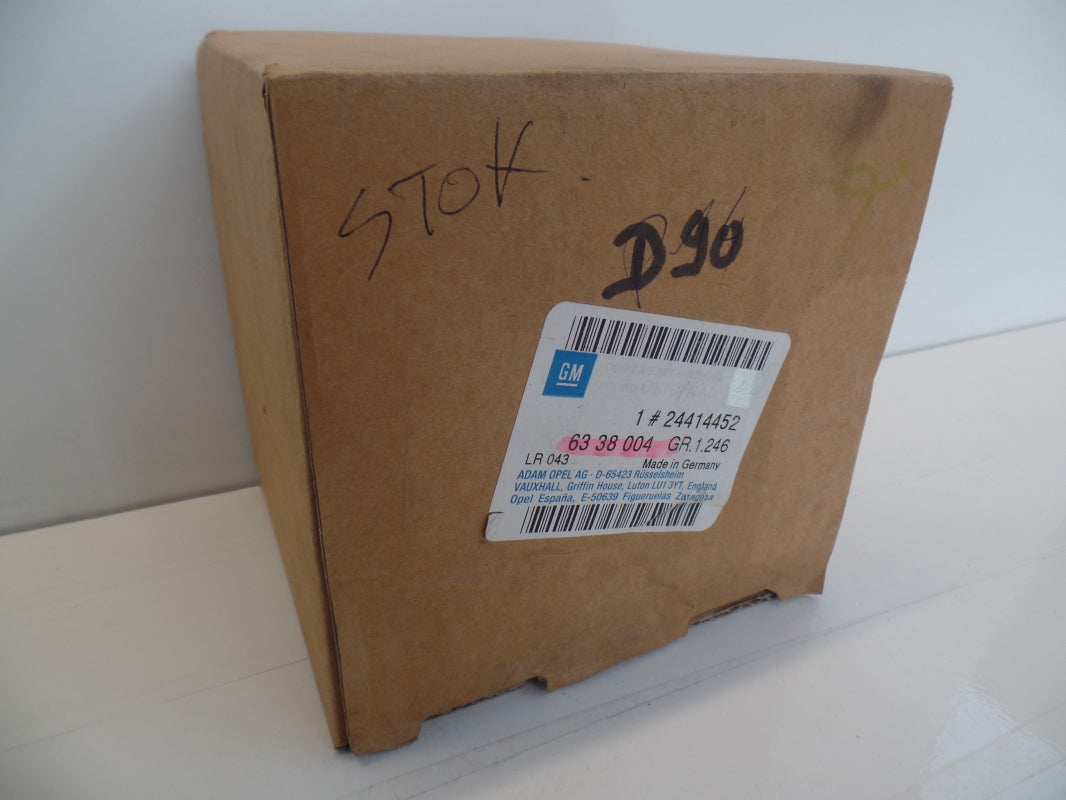 STOK.
D90
GM
1 # 24414452
63 38 004 GR.1.246
LR 043 Made in Germany
ADAM OPEL AG · D-65423 Rüsselsheim
VAUXHALL, Griffin House, Luton LU1 3YT, England
Opel España, E-50639 Figueruelas Zaragoza